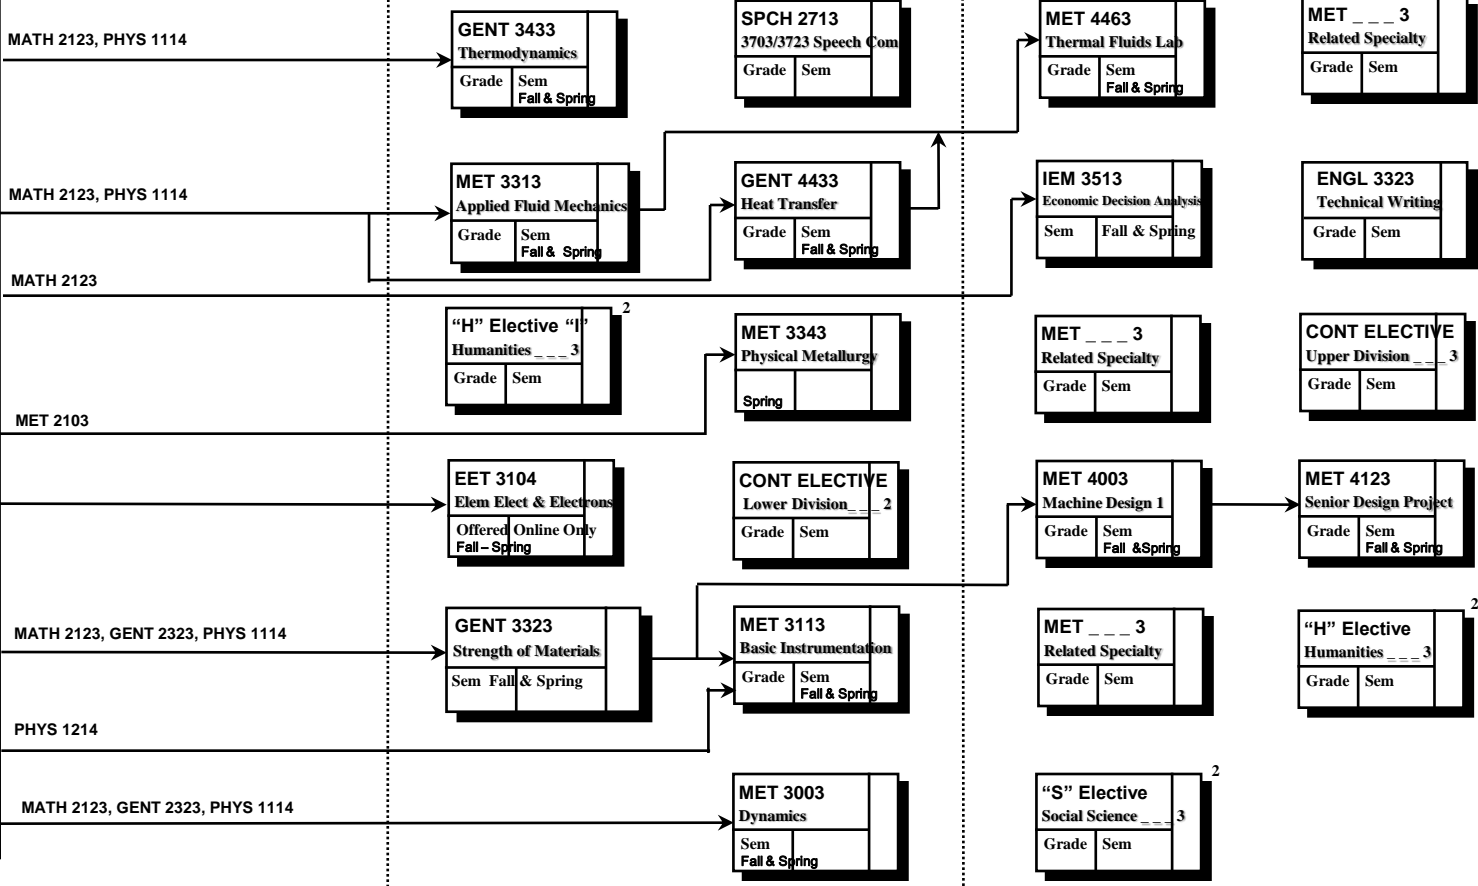 MATH 2123, PHYS 1114
GENT 3433
Thermodynamics
Grade Sem
Fall & Spring
SPCH 2713
3703/3723 Speech Com
Grade Sem
MET 4463
Thermal Fluids Lab
Grade Sem
Fall & Spring
MET _ _ _ 3
Related Specialty
Grade Sem
MATH 2123, PHYS 1114
MET 3313
Applied Fluid Mechanics
Grade Sem
Fall & Spring
GENT 4433
Heat Transfer
Grade Sem
Fall & Spring
IEM 3513
Economic Decision Analysis
Sem Fall & Spring
ENGL 3323
Technical Writing
Grade Sem
MATH 2123
“H” Elective “I”
2
Humanities _ _ _ 3
Grade Sem
MET 3343
Physical Metallurgy
Spring
MET _ _ _ 3
Related Specialty
Grade Sem
CONT ELECTIVE
Upper Division _ _ _ 3
Grade Sem
MET 2103
EET 3104
Elem Elect & Electrons
Offered Online Only
Fall – Spring
CONT ELECTIVE
Lower Division_ _ _ 2
Grade Sem
MET 4003
Machine Design 1
Grade Sem
Fall &Spring
MET 4123
Senior Design Project
Grade Sem
Fall & Spring
MATH 2123, GENT 2323, PHYS 1114
GENT 3323
Strength of Materials
Sem Fall & Spring
MET 3113
Basic Instrumentation
Grade Sem
Fall & Spring
MET _ _ _ 3
Related Specialty
Grade Sem
2
“H” Elective
Humanities _ _ _ 3
Grade Sem
PHYS 1214
MATH 2123, GENT 2323, PHYS 1114
MET 3003
Dynamics
Sem
Fall & Spring
2
“S” Elective
Social Science _ _ _ 3
Grade Sem